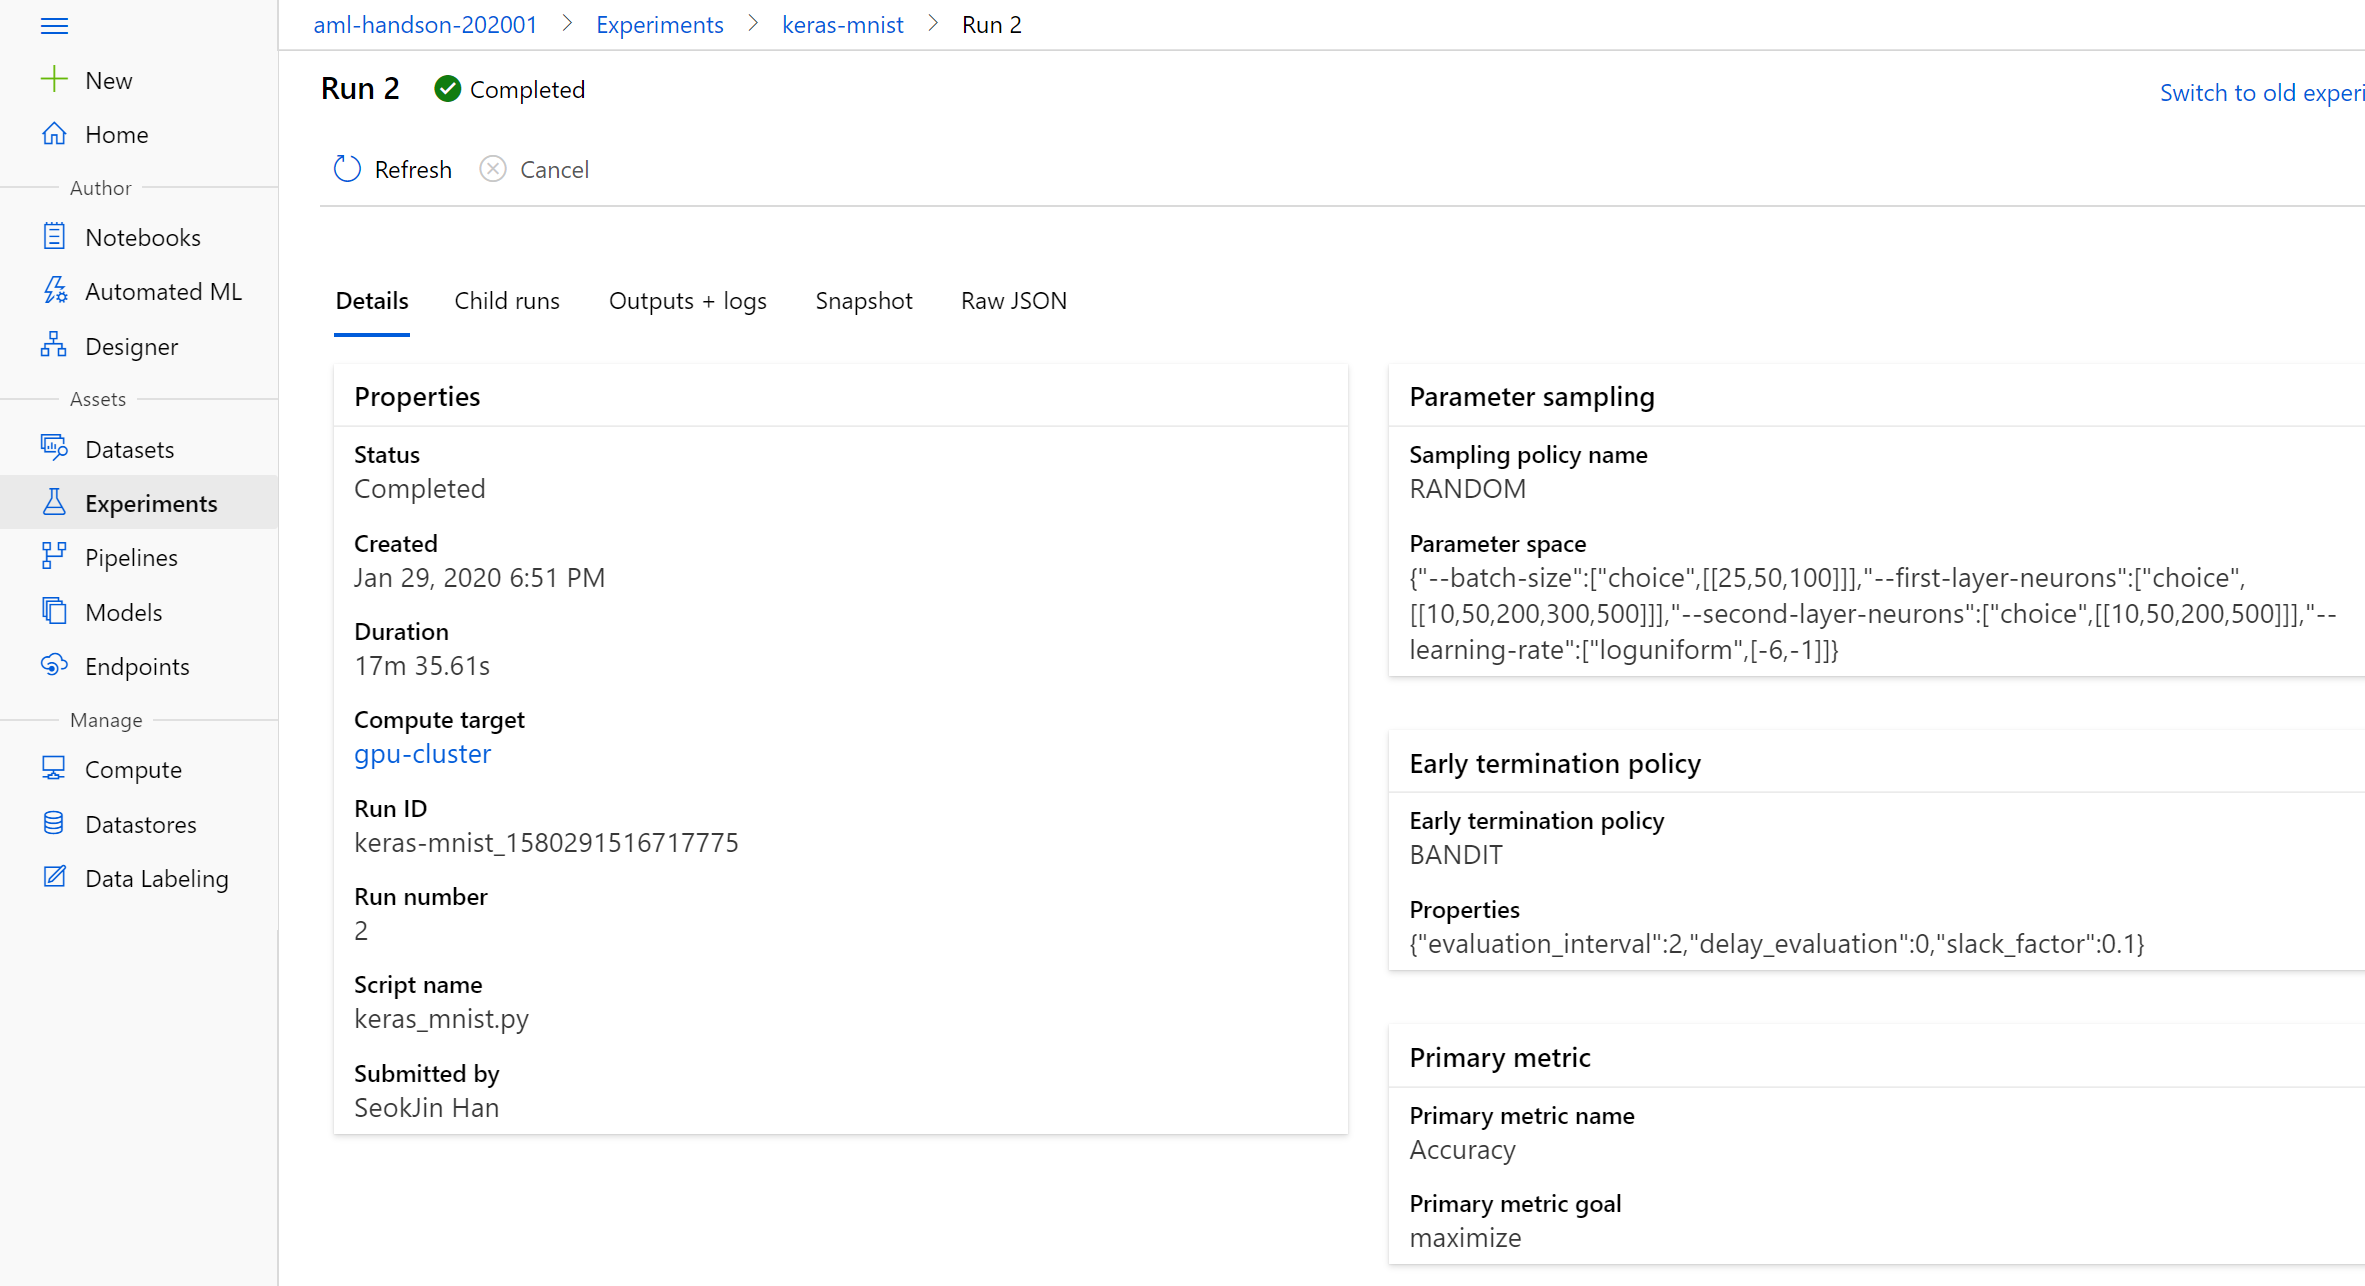 aml-handson-202001 > Experiments > keras-mnist > Run 2
New
Home
Author
Notebooks
Automated ML
Designer
Assets
Datasets
Experiments
Pipelines
Models
Endpoints
Manage
Compute
Datastores
Data Labeling
Run 2 Completed
Switch to old experi
Refresh Cancel
Details Child runs Outputs + logs Snapshot Raw JSON
Properties
Status
Completed
Created
Jan 29, 2020 6:51 PM
Duration
17m 35.61s
Compute target
gpu-cluster
Run ID
keras-mnist_1580291516717775
Run number
2
Script name
keras_mnist.py
Submitted by
SeokJin Han
Parameter sampling
Sampling policy name
RANDOM
Parameter space
{"--batch-size":["choice",[[25,50,100]]],"--first-layer-neurons":["choice",
[[10,50,200,300,500]]],"--second-layer-neurons":["choice",[[10,50,200,500]]],"--
learning-rate":["loguniform",[-6,-1]]}
Early termination policy
Early termination policy
BANDIT
Properties
{"evaluation_interval":2,"delay_evaluation":0,"slack_factor":0.1}
Primary metric
Primary metric name
Accuracy
Primary metric goal
maximize